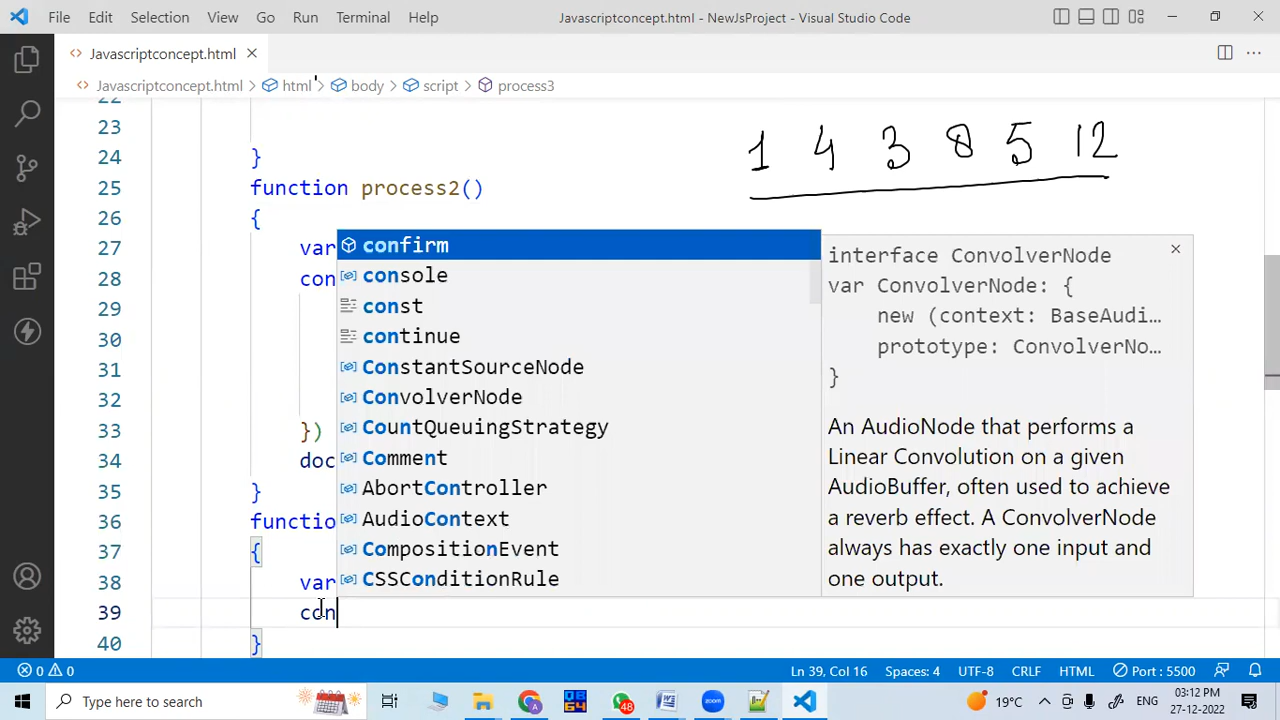 File Edit Selection View Go Run Terminal Help Javascriptconcept.html - NewJsProject - Visual Studio Code
Javascriptconcept.html
Javascriptconcept.html > html > body > script > process3
22
23
24 }
25 function process2()
26 {
27 var
28 con
29
30
31
32
33 })
34 doc
35 }
36 functio
37 {
38 var
39 con
40 }
1 4 3 8 5 12
confirm
console
const
continue
ConstantSourceNode
ConvolverNode
CountQueuingStrategy
Comment
AbortController
AudioContext
CompositionEvent
CSSConditionRule
interface ConvolverNode
var ConvolverNode: {
new (context: BaseAudi…
prototype: ConvolverNo…
}
An AudioNode that performs a
Linear Convolution on a given
AudioBuffer, often used to achieve
a reverb effect. A ConvolverNode
always has exactly one input and
one output.
0 0 Ln 39, Col 16 Spaces: 4 UTF-8 CRLF HTML Port : 5500
Type here to search 48 19°C 03:12 PM
27-12-2022